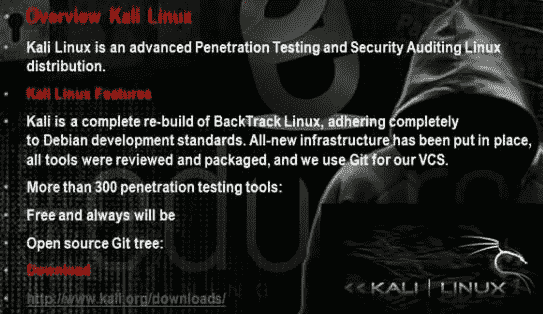 Overview Kali Linux
Kali Linux is an advanced Penetration Testing and Security Auditing Linux
distribution.
Kali Linux Features
Kali is a complete re-build of BackTrack Linux, adhering completely
to Debian development standards. All-new infrastructure has been put in place,
all tools were reviewed and packaged, and we use Git for our VCS.
More than 300 penetration testing tools:
Free and always will be
Open source Git tree:
Download
http://www.kali.org/downloads/
<<KALI | LINUX